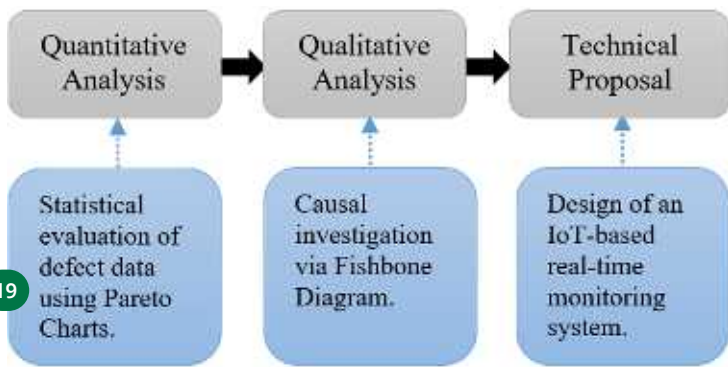 Quantitative
Analysis
Qualitative
Analysis
Technical
Proposal
Statistical
evaluation of
defect data
using Pareto
Charts.
Causal
investigation
via Fishbone
Diagram.
Design of an
IoT-based
real-time
monitoring
system.
19